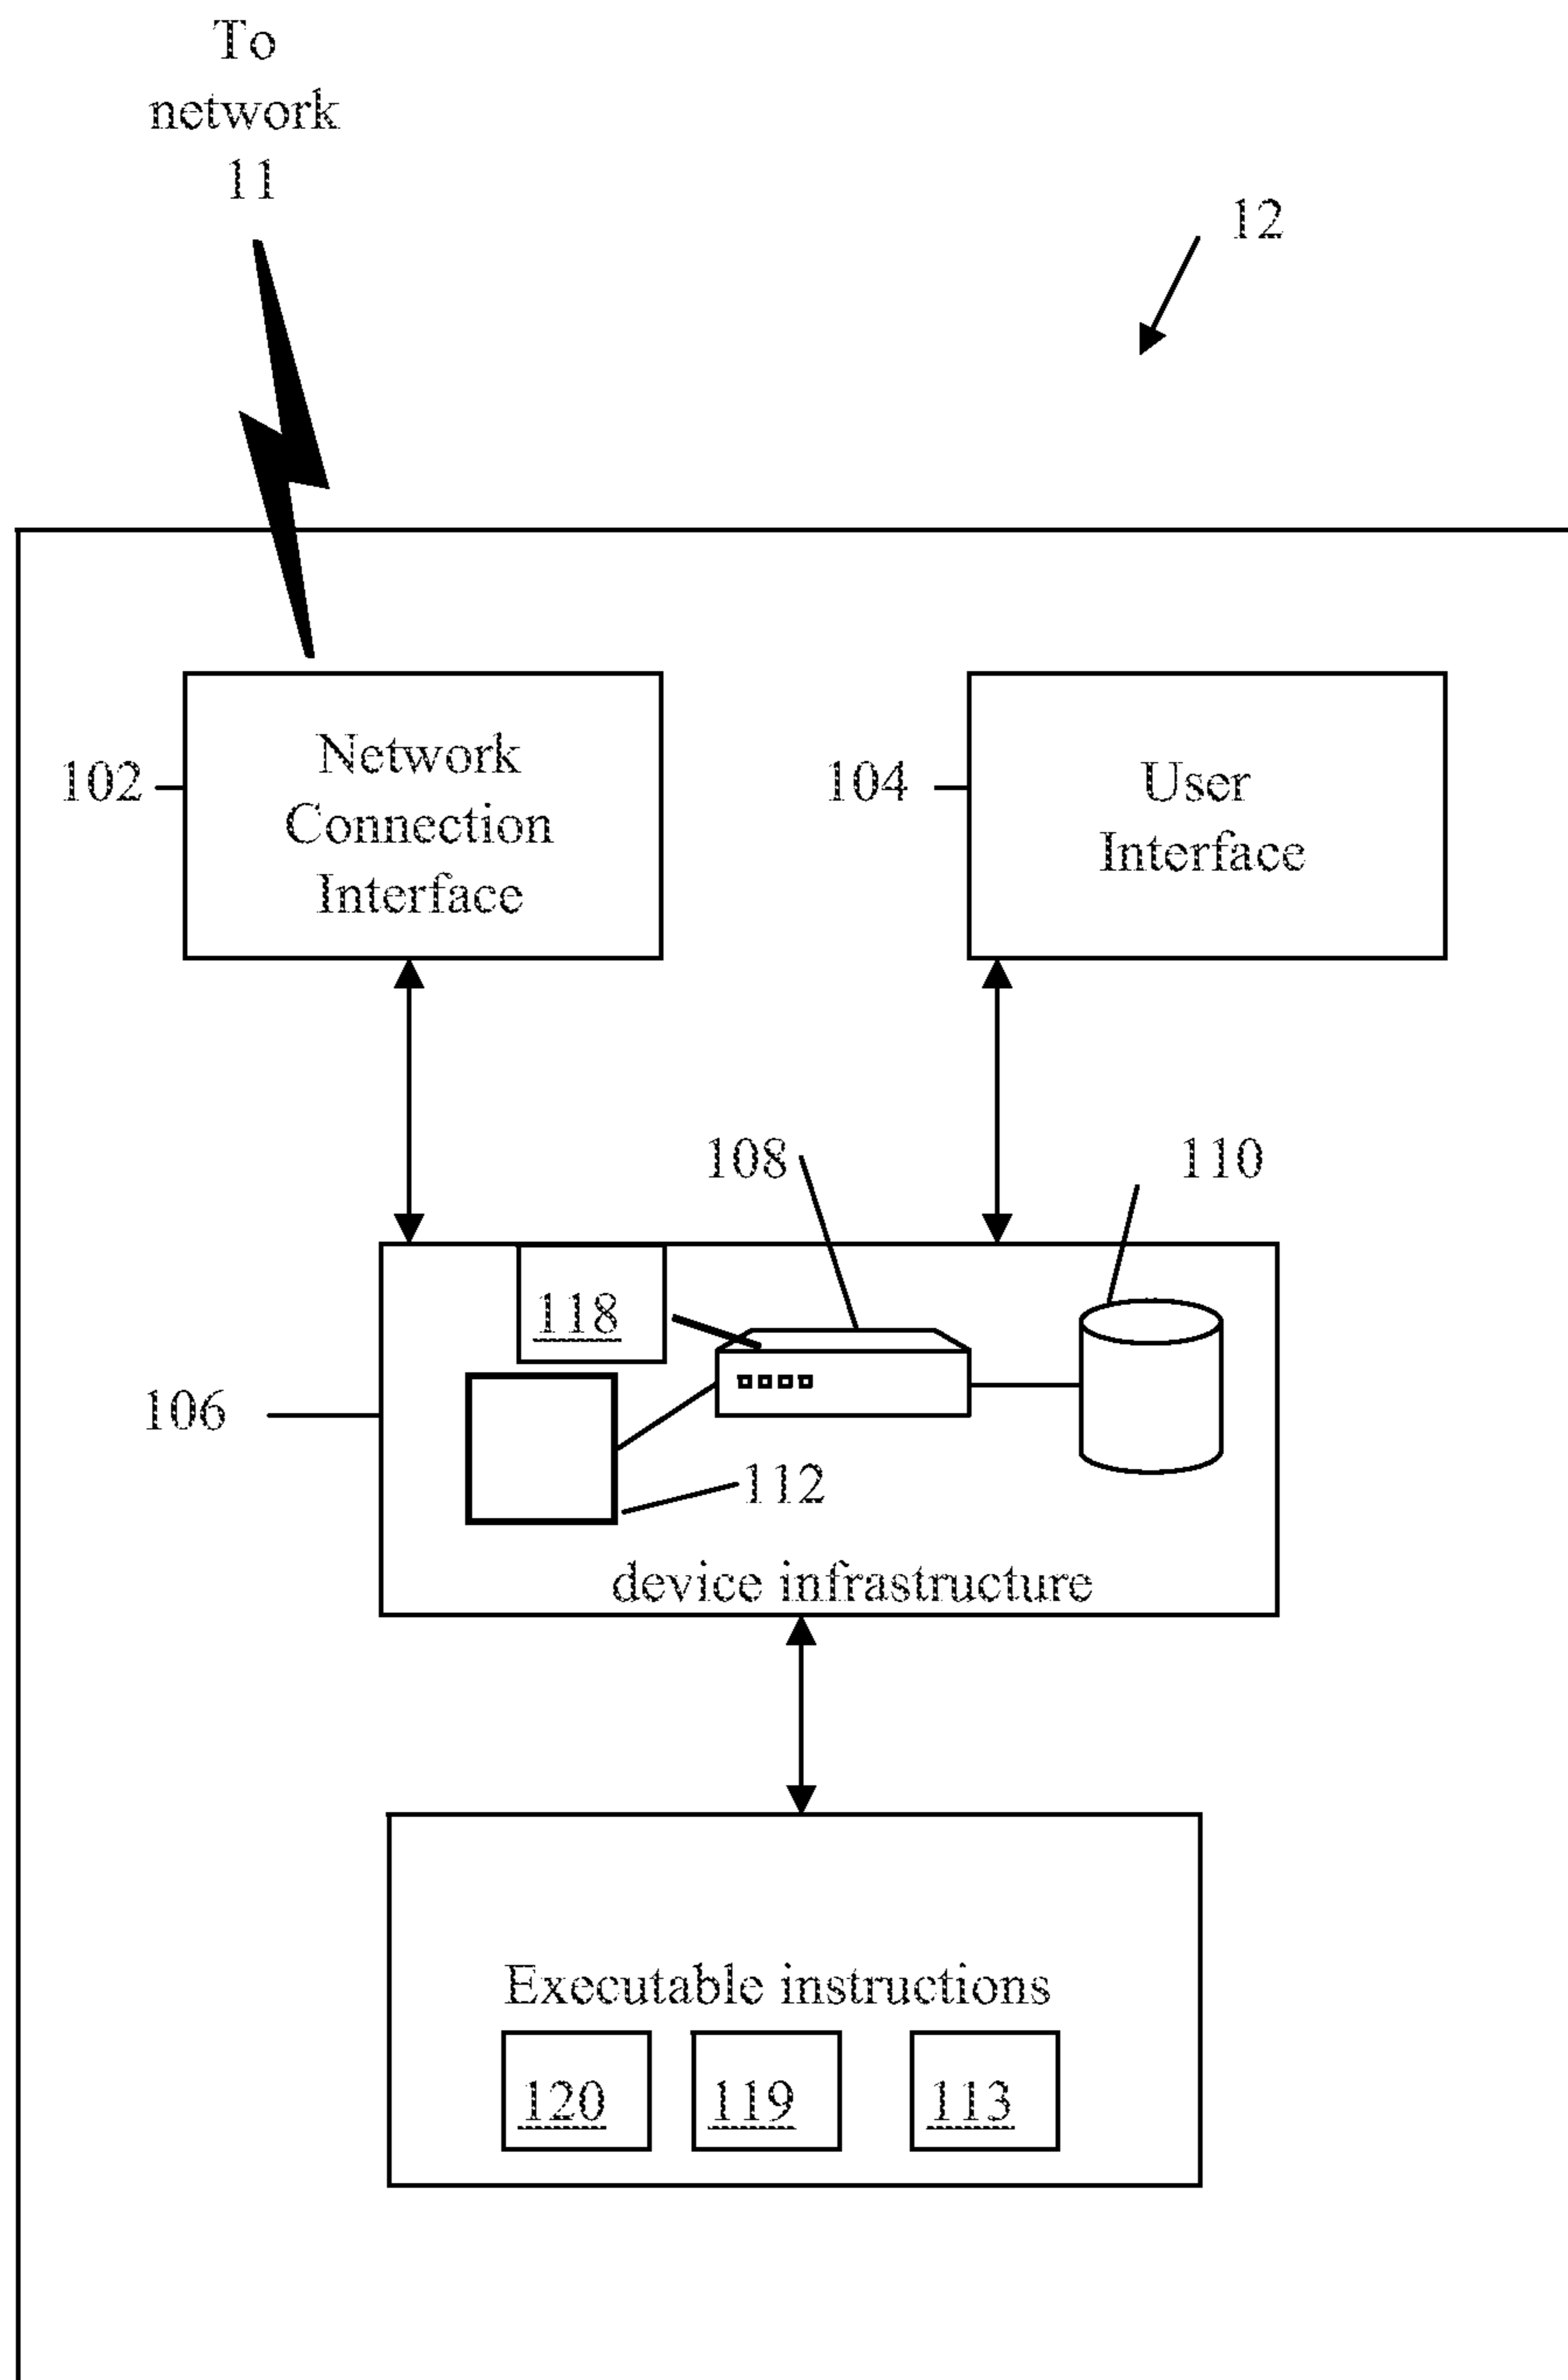 To
network
11
12
102
Network
Connection
Interface
104
User
Interface
108
110
118
106
112
device infrastructure
Executable instructions
120
119
113